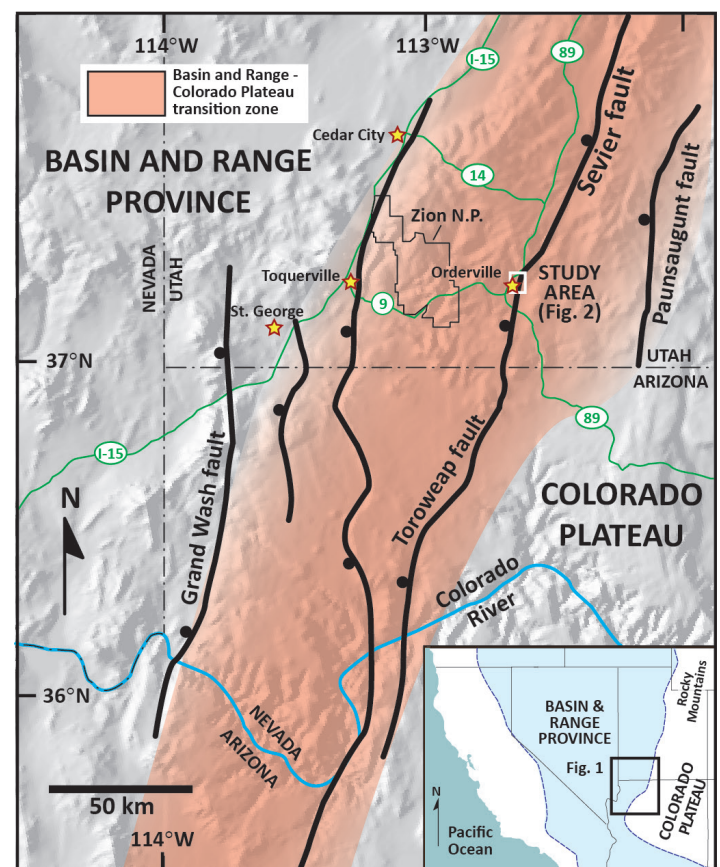 114°W
113°W
Basin and Range -
Colorado Plateau
transition zone
I-15
89
Cedar City
BASIN AND RANGE
PROVINCE
14
Sevier fault
Paunsaugunt fault
Zion N.P.
NEVADA
UTAH
Toquerville
Orderville
STUDY
AREA
(Fig. 2)
St. George
9
37°N
UTAH
ARIZONA
89
I-15
Grand Wash fault
Toroweap fault
COLORADO
PLATEAU
N
Colorado
River
36°N
NEVADA
ARIZONA
50 km
114°W
Rocky
Mountains
BASIN &
RANGE
PROVINCE
Fig. 1
COLORADO
PLATEAU
N
Pacific
Ocean